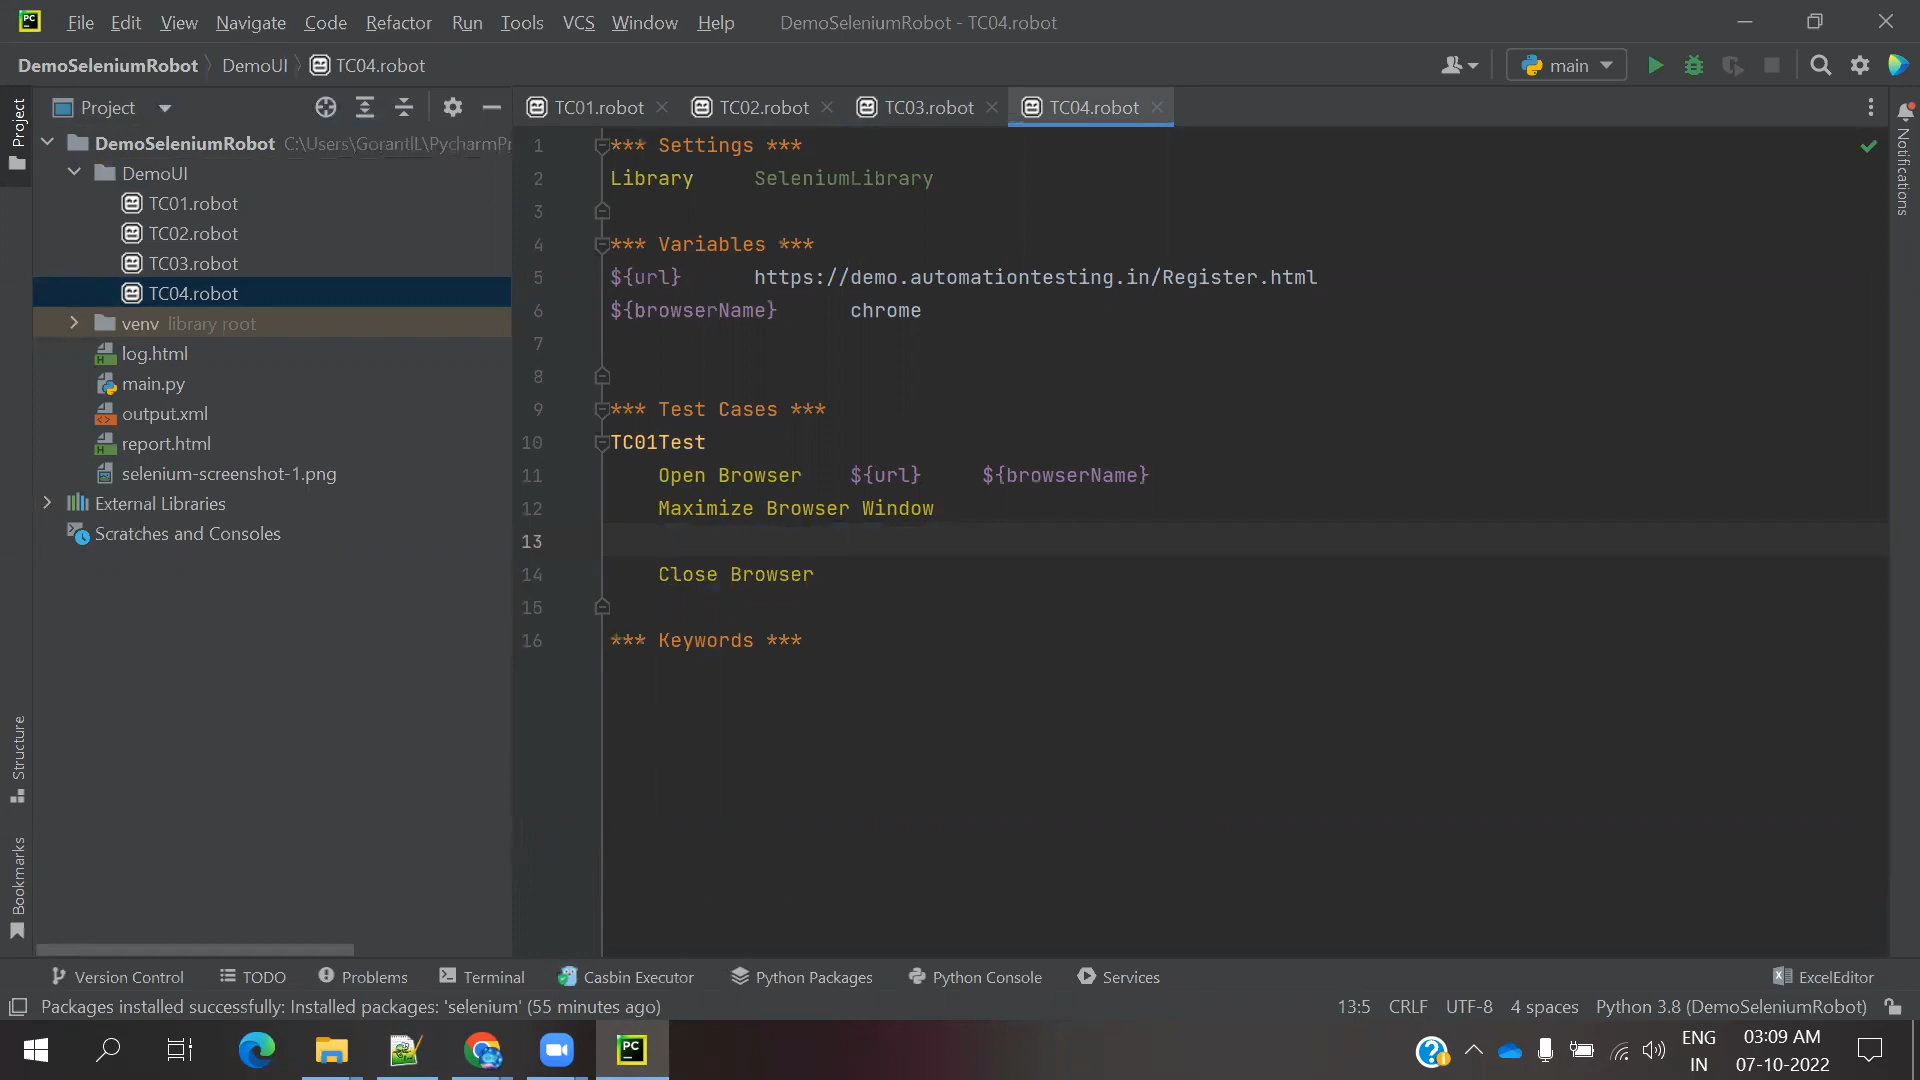 PC File Edit View Navigate Code Refactor Run Tools VCS Window Help DemoSeleniumRobot - TC04.robot
DemoSeleniumRobot DemoUI TC04.robot main
Project
Project
TC01.robot TC02.robot TC03.robot TC04.robot
DemoSeleniumRobot C:\Users\GorantlL\PycharmPr
DemoUI
TC01.robot
TC02.robot
TC03.robot
TC04.robot
venv library root
log.html
main.py
output.xml
report.html
selenium-screenshot-1.png
External Libraries
Scratches and Consoles
1 *** Settings ***
2 Library SeleniumLibrary
3
4 *** Variables ***
5 ${url} https://demo.automationtesting.in/Register.html
6 ${browserName} chrome
7
8
9 *** Test Cases ***
10 TC01Test
11 Open Browser ${url} ${browserName}
12 Maximize Browser Window
13
14 Close Browser
15
16 *** Keywords ***
Notifications
Structure
Bookmarks
Version Control TODO Problems Terminal Casbin Executor Python Packages Python Console Services ExcelEditor
Packages installed successfully: Installed packages: 'selenium' (55 minutes ago) 13:5 CRLF UTF-8 4 spaces Python 3.8 (DemoSeleniumRobot)
PC
ENG
IN
03:09 AM
07-10-2022